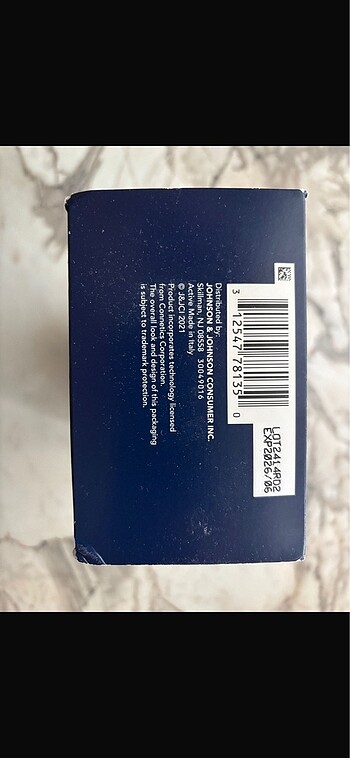 LOT2414RD2
EXP2026/06
3 12547 78135 0
Distributed by:
JOHNSON & JOHNSON CONSUMER INC.
Skillman, NJ 08558 30049016
Active Made in Italy
© J&JCI 2021
Product incorporates technology licensed
from Connetics Corporation.
The overall look and design of this packaging
is subject to trademark protection.